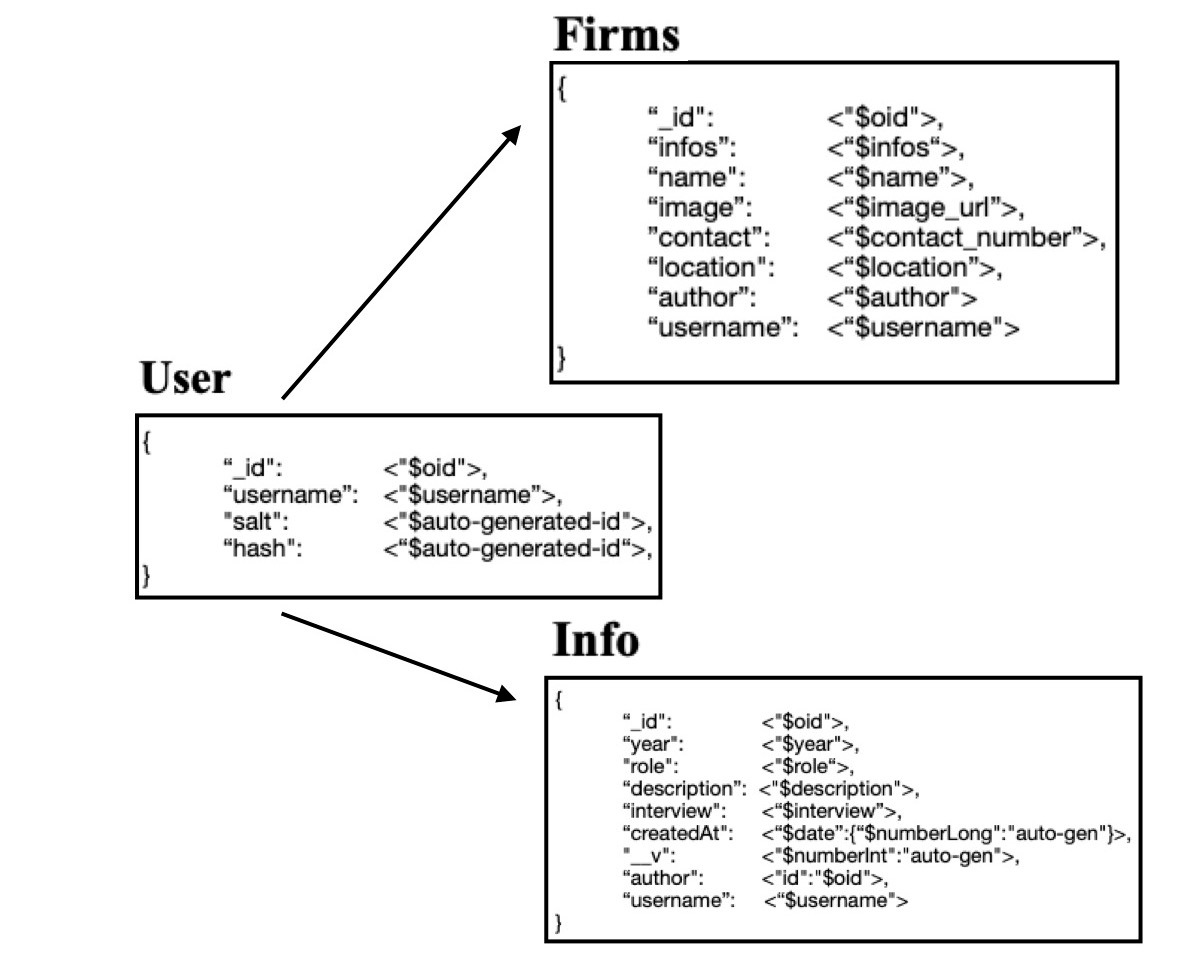 Firms
{
“_id": <"$oid">,
“infos”: <“$infos“>,
“name": <“$name”>,
“image”: <“$image_url”>,
”contact”: <“$contact_number”>,
“location": <“$location”>,
“author”: <“$author">
“username”: <“$username">
}
User
{
“_id": <"$oid">,
“username”: <"$username”>,
"salt": <"$auto-generated-id">,
“hash": <“$auto-generated-id“>,
}
Info
{
“_id": <"$oid">,
“year": <"$year">,
"role": <"$role“>,
“description”: <"$description">,
“interview": <“$interview”>,
“createdAt": <“$date”:{“$numberLong":"auto-gen"}>,
"__v": <"$numberInt":"auto-gen">,
“author": <"id":"$oid">,
“username”: <“$username">
}